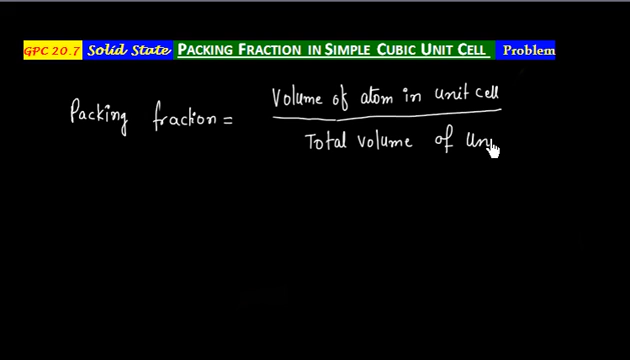 GPC 20.7 Solid State PACKING FRACTION IN SIMPLE CUBIC UNIT CELL Problem
Packing fraction = Volume of atom in unit cell
Total volume of un